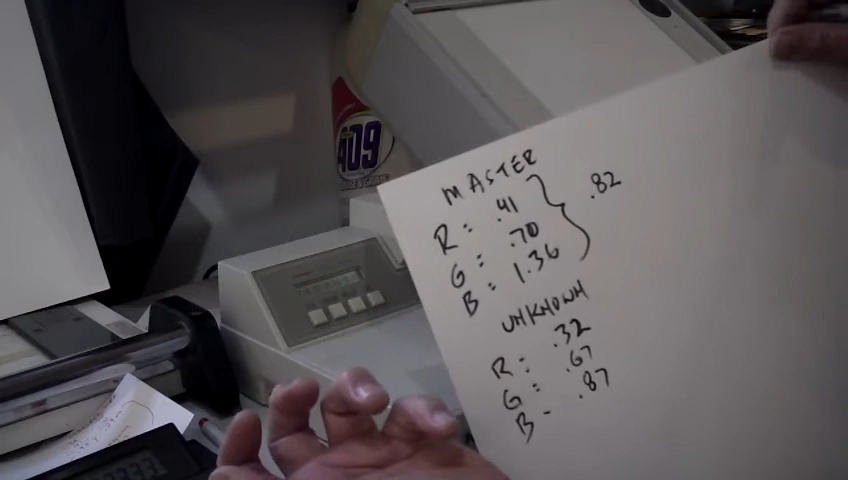 MASTER
R = .41
G = .70
B = 1.36
.82
UNKNOWN
R = .32
G = .67
B - .87
409